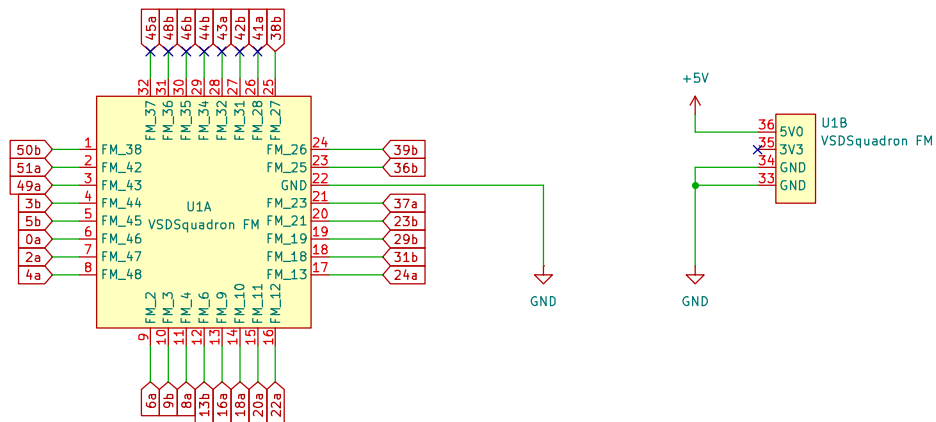 45a
48b
46b
44b
43a
42b
41a
38b
32
31
30
29
28
27
26
25
FM_37
FM_36
FM_35
FM_34
FM_32
FM_31
FM_28
FM_27
50b 1 FM_38
51a 2 FM_42
49a 3 FM_43
3b 4 FM_44
5b 5 FM_45
0a 6 FM_46
2a 7 FM_47
4a 8 FM_48
U1A
VSDSquadron FM
FM_26 24 39b
FM_25 23 36b
GND 22
FM_23 21 37a
FM_21 20 23b
FM_19 19 29b
FM_18 18 31b
FM_13 17 24a
FM_2
FM_3
FM_4
FM_6
FM_9
FM_10
FM_11
FM_12
9
10
11
12
13
14
15
16
6a
9b
8a
13b
16a
18a
20a
22a
GND
+5V
36 5V0
35 3V3
34 GND
33 GND
U1B
VSDSquadron FM
GND